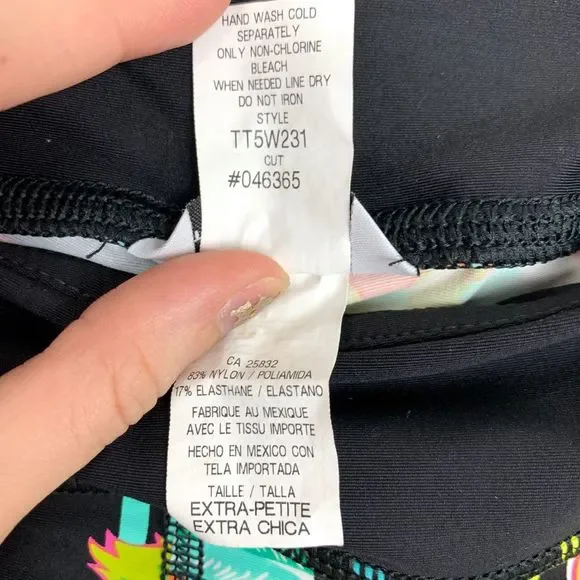 HAND WASH COLD
SEPARATELY
ONLY NON-CHLORINE
BLEACH
WHEN NEEDED LINE DRY
DO NOT IRON
STYLE
TT5W231
CUT
#046365
CA 25832
83% NYLON / POLIAMIDA
17% ELASTHANE / ELASTANO
FABRIQUE AU MEXIQUE
AVEC LE TISSU IMPORTE
HECHO EN MEXICO CON
TELA IMPORTADA
TAILLE / TALLA
EXTRA-PETITE
EXTRA CHICA